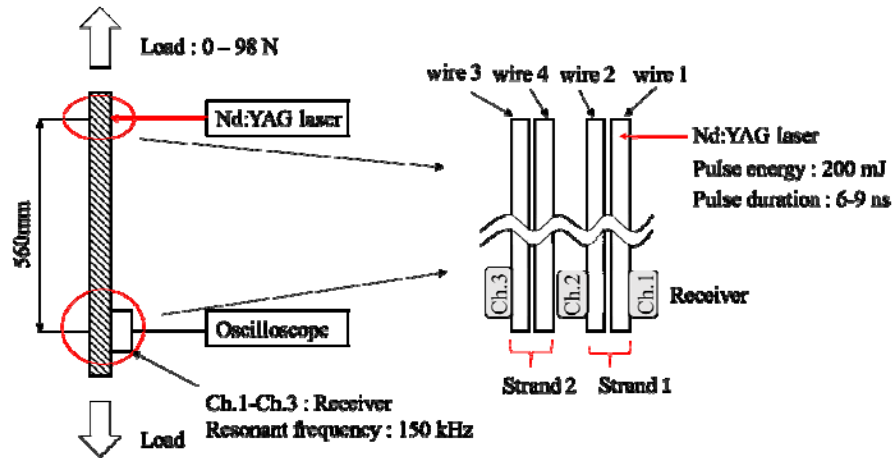 Load : 0 – 98 N
Nd:YAG laser
560mm
Oscilloscope
Ch.1-Ch.3 : Receiver
Resonant frequency : 150 kHz
Load
wire 3 wire 4 wire 2 wire 1
Nd:YAG laser
Pulse energy : 200 mJ
Pulse duration : 6-9 ns
Ch.3 Ch.2 Ch.1 Receiver
Strand 2 Strand 1